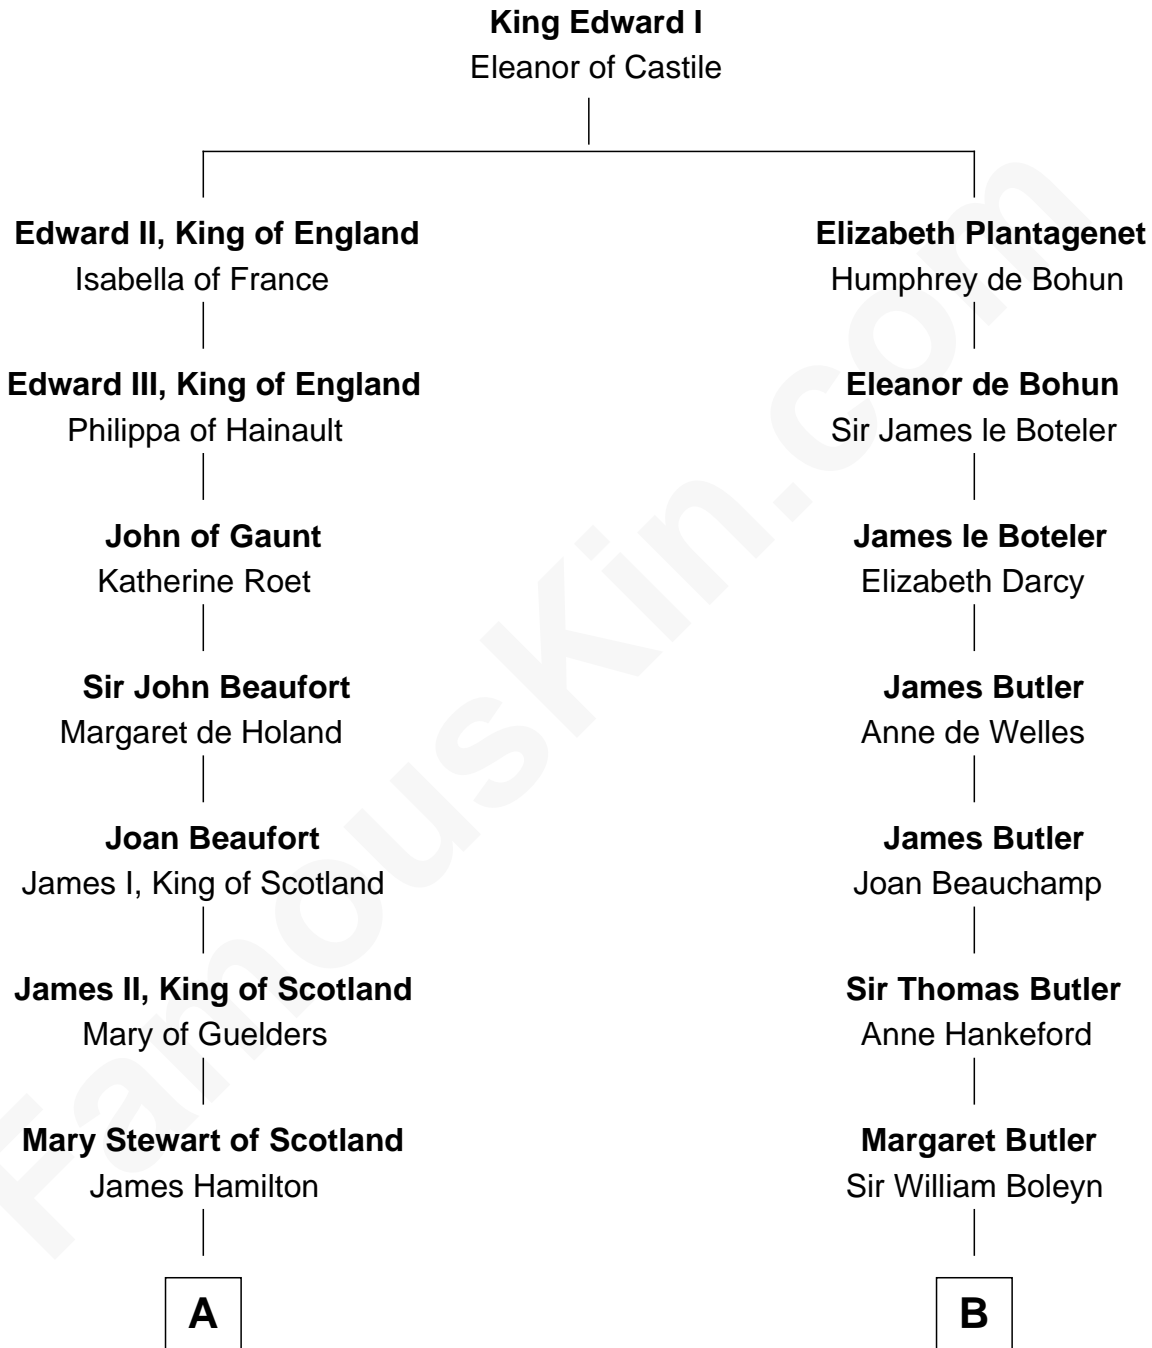 King Edward I
Eleanor of Castile
Edward II, King of England
Isabella of France
Elizabeth Plantagenet
Humphrey de Bohun
Edward III, King of England
Philippa of Hainault
Eleanor de Bohun
Sir James le Boteler
John of Gaunt
Katherine Roet
James le Boteler
Elizabeth Darcy
Sir John Beaufort
Margaret de Holand
James Butler
Anne de Welles
Joan Beaufort
James I, King of Scotland
James Butler
Joan Beauchamp
James II, King of Scotland
Mary of Guelders
Sir Thomas Butler
Anne Hankeford
Mary Stewart of Scotland
James Hamilton
Margaret Butler
Sir William Boleyn
A
B
FamousKin.com